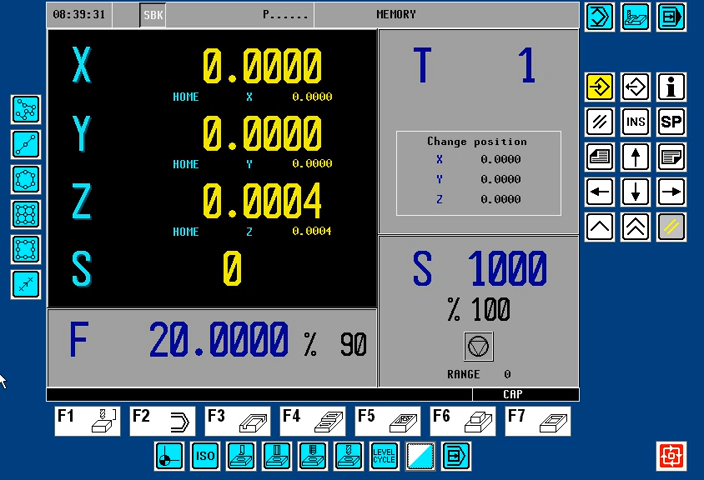 08:39:31 SBK P...... MEMORY
X 0.0000
HOME X 0.0000
Y 0.0000
HOME Y 0.0000
Z 0.0004
HOME Z 0.0004
S 0
F 20.0000 % 90
T 1
Change position
X 0.0000
Y 0.0000
Z 0.0000
S 1000
% 100
RANGE 0
CAP
INS SP
F1 F2 F3 F4 F5 F6 F7
ISO LEVEL CYCLE